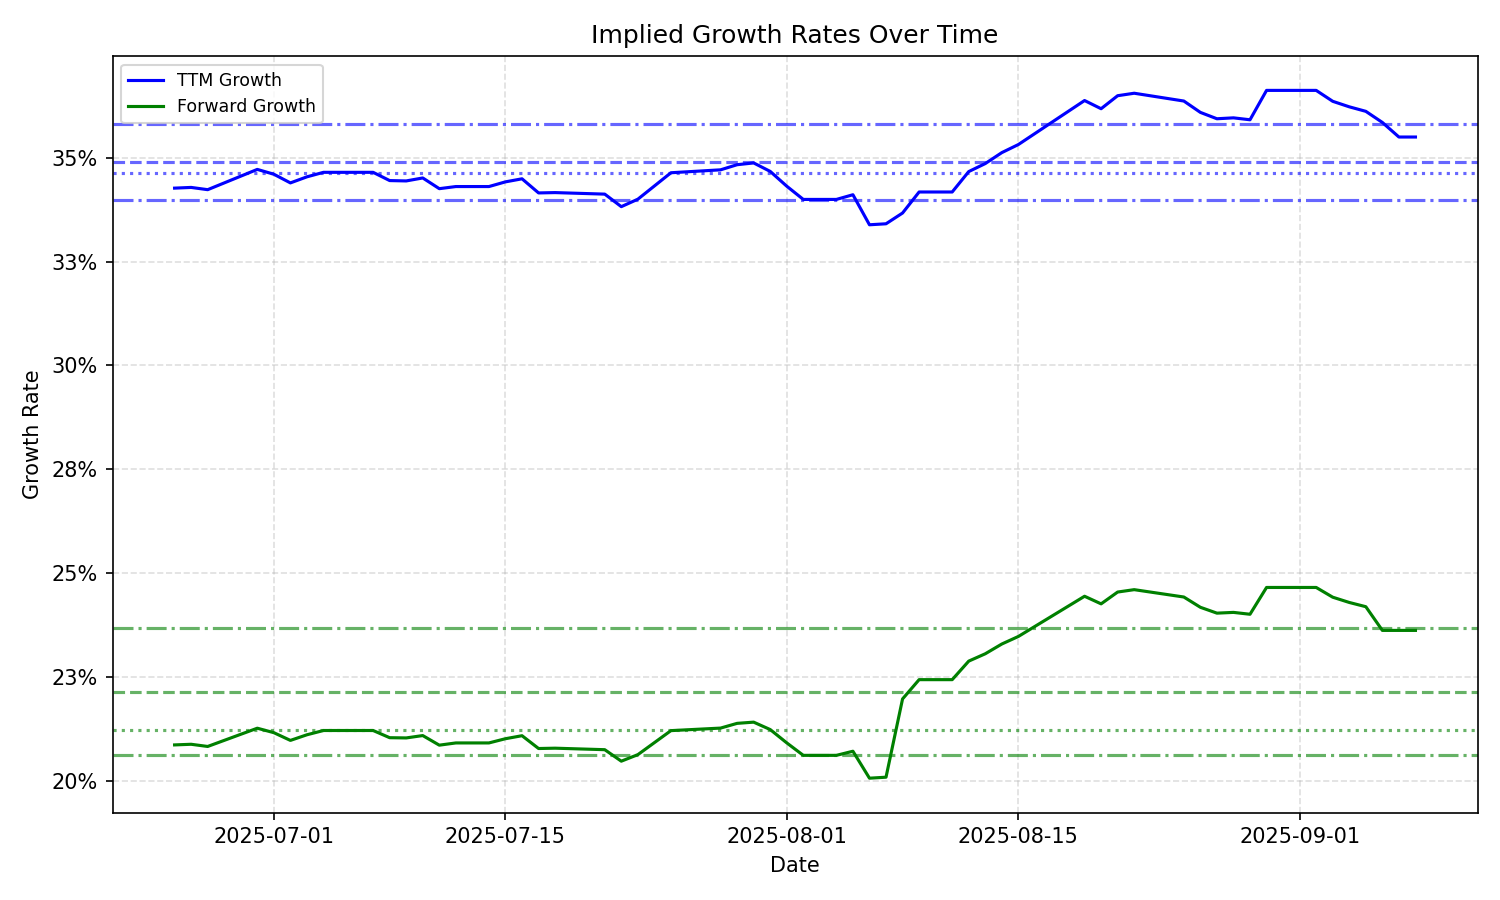 Implied Growth Rates Over Time
TTM Growth
Forward Growth
35%
33%
30%
28%
25%
23%
20%
Growth Rate
2025-07-01
2025-07-15
2025-08-01
2025-08-15
2025-09-01
Date